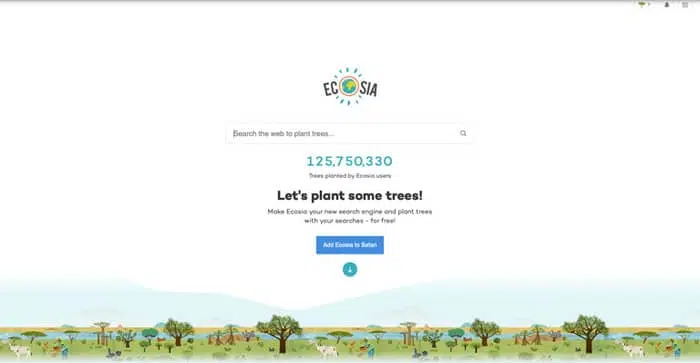 ECOSIA
Search the web to plant trees...
125,750,330
Trees planted by Ecosia users
Let's plant some trees!
Make Ecosia your new search engine and plant trees
with your searches – for free!
Add Ecosia to Safari